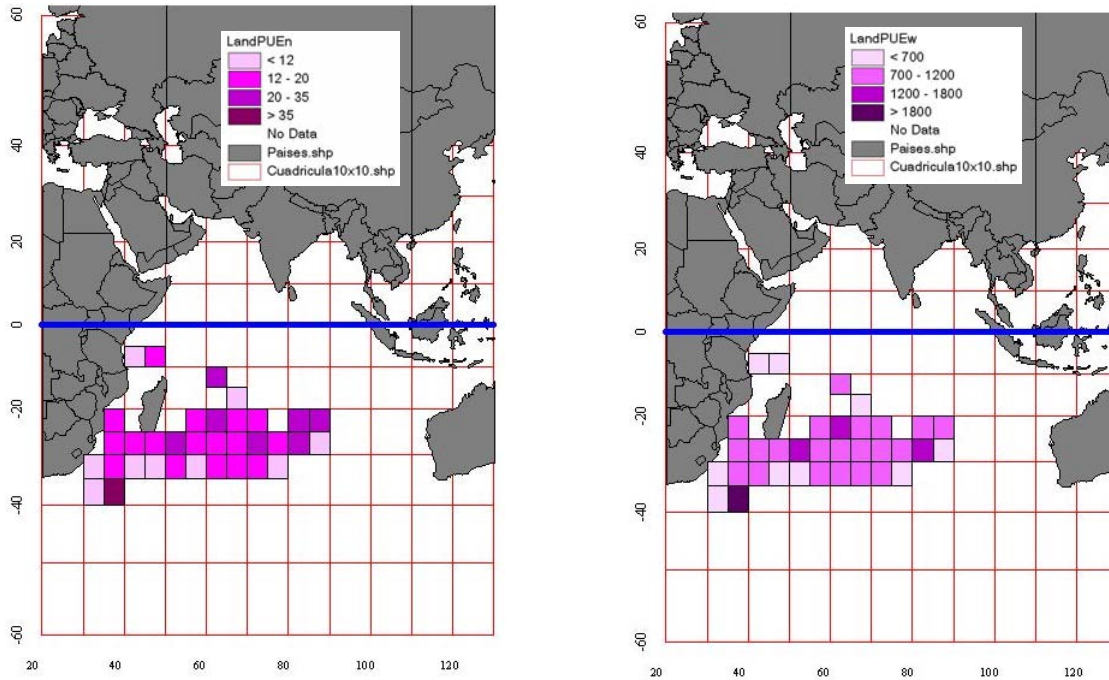 60
40
20
0
-20
-40
-60
20 40 60 80 100 120
LandPUEn
< 12
12 - 20
20 - 35
> 35
No Data
Paises.shp
Cuadricula10x10.shp
60
40
20
0
-20
-40
-60
20 40 60 80 100 120
LandPUEw
< 700
700 - 1200
1200 - 1800
> 1800
No Data
Paises.shp
Cuadricula10x10.shp